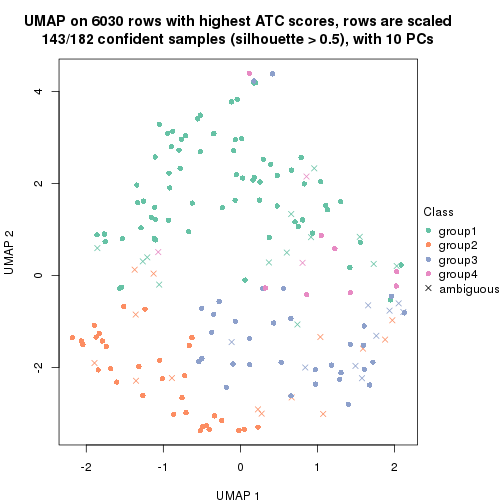 UMAP on 6030 rows with highest ATC scores, rows are scaled
143/182 confident samples (silhouette > 0.5), with 10 PCs
4
2
0
-2
UMAP 2
-2
-1
0
1
2
UMAP 1
Class
group1
group2
group3
group4
ambiguous